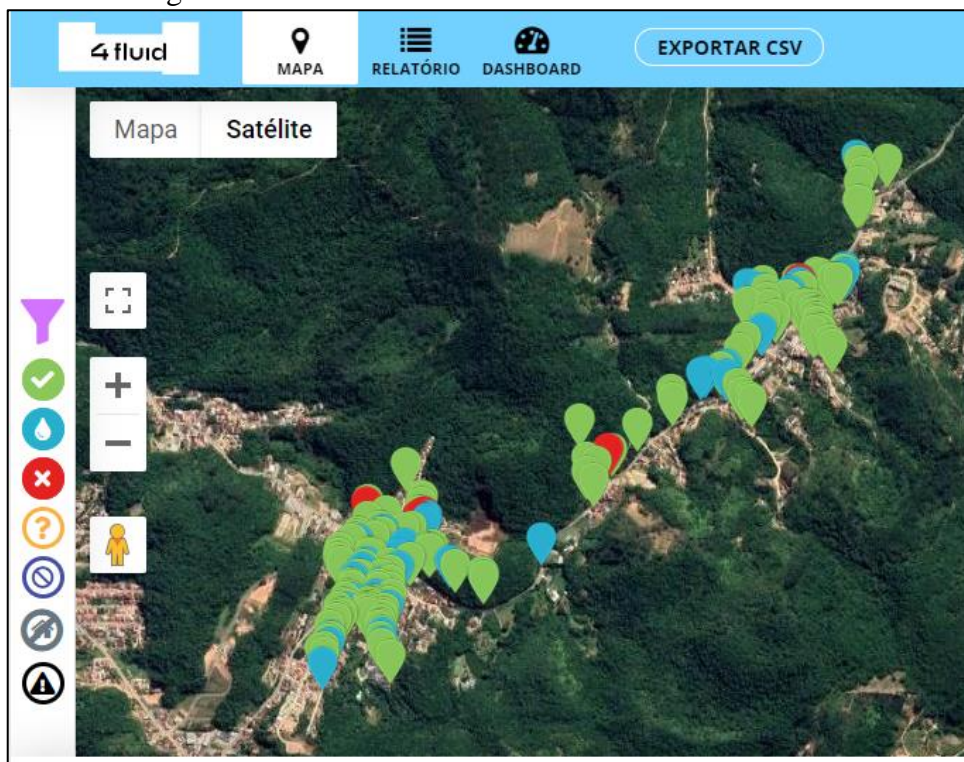 4 fluid
MAPA
RELATÓRIO
DASHBOARD
EXPORTAR CSV
Mapa
Satélite